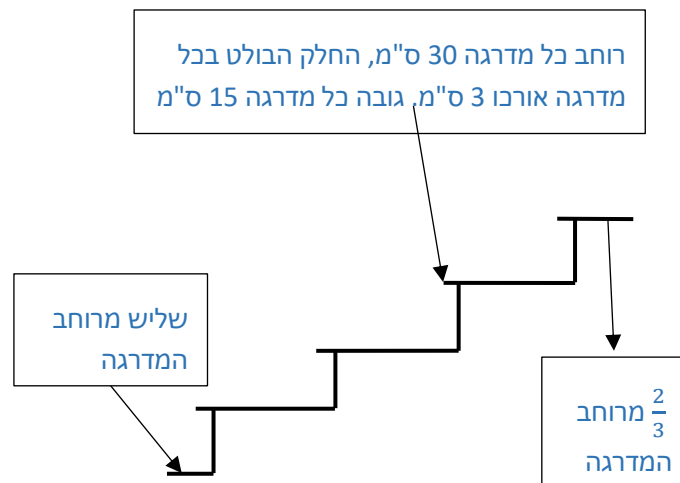 רוחב כל מדרגה 30 ס"מ, החלק הבולט בכל
מדרגה אורכו 3 ס"מ. גובה כל מדרגה 15 ס"מ
שליש מרוחב
המדרגה
2/3 מרוחב
המדרגה